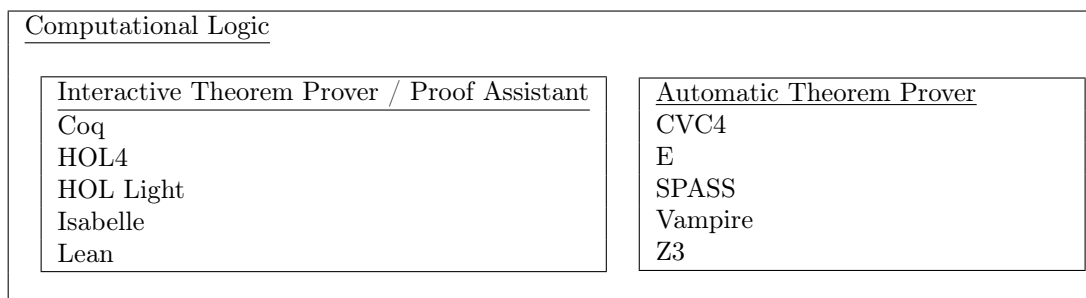 Computational Logic
Interactive Theorem Prover / Proof Assistant
Coq
HOL4
HOL Light
Isabelle
Lean
Automatic Theorem Prover
CVC4
E
SPASS
Vampire
Z3